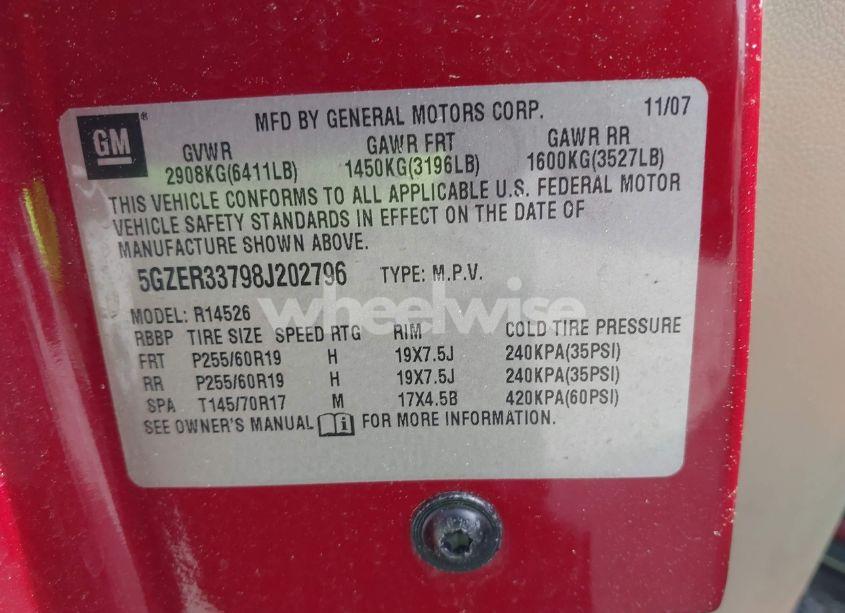 GM ®
MFD BY GENERAL MOTORS CORP. 11/07
GVWR GAWR FRT GAWR RR
2908KG(6411LB) 1450KG(3196LB) 1600KG(3527LB)
THIS VEHICLE CONFORMS TO ALL APPLICABLE U.S. FEDERAL MOTOR
VEHICLE SAFETY STANDARDS IN EFFECT ON THE DATE OF
MANUFACTURE SHOWN ABOVE.
5GZER33798J202796 TYPE: M.P.V.
wheelwise
MODEL: R14526
RBBP TIRE SIZE SPEED RTG RIM COLD TIRE PRESSURE
FRT P255/60R19 H 19X7.5J 240KPA(35PSI)
RR P255/60R19 H 19X7.5J 240KPA(35PSI)
SPA T145/70R17 M 17X4.5B 420KPA(60PSI)
SEE OWNER'S MANUAL i FOR MORE INFORMATION.